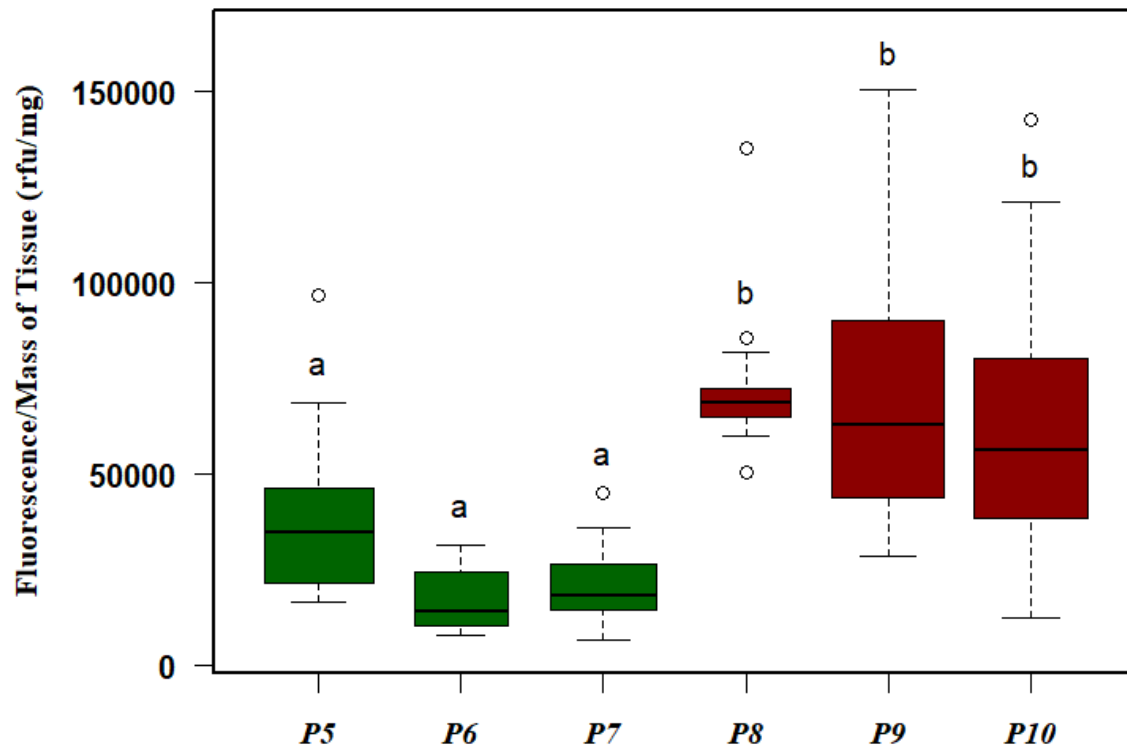 Fluorescence/Mass of Tissue (rfu/mg)
150000
100000
50000
0
a
a
a
b
b
b
P5 P6 P7 P8 P9 P10